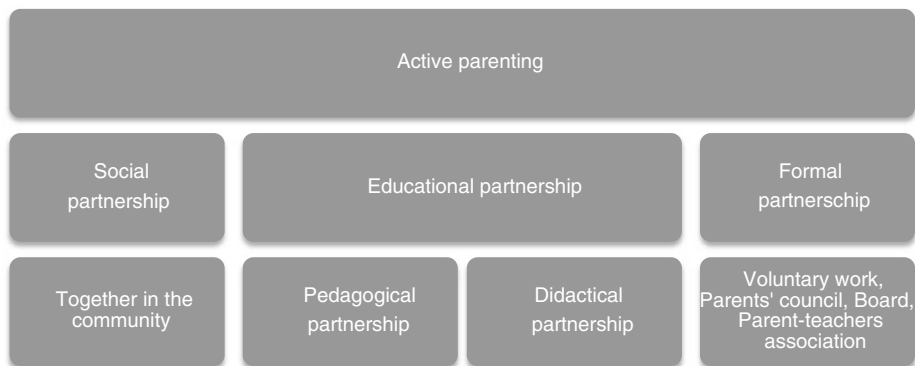 Active parenting
Social
partnership
Educational partnership
Formal
partnerschip
Together in the
community
Pedagogical
partnership
Didactical
partnership
Voluntary work,
Parents' council, Board,
Parent-teachers
association